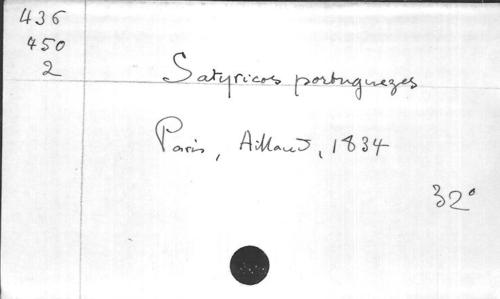 436
450
2
Satyricos portuguezes
Paris, Aillaud, 1834
32°